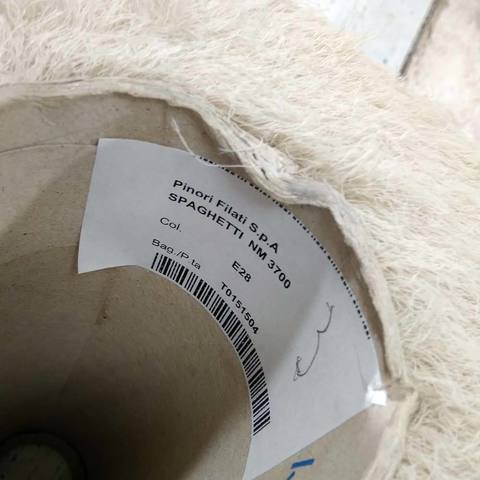 Pinori Filati S.P.A
SPAGHETTI NM 3700
Col. E28
Bag./P.ta T0151504